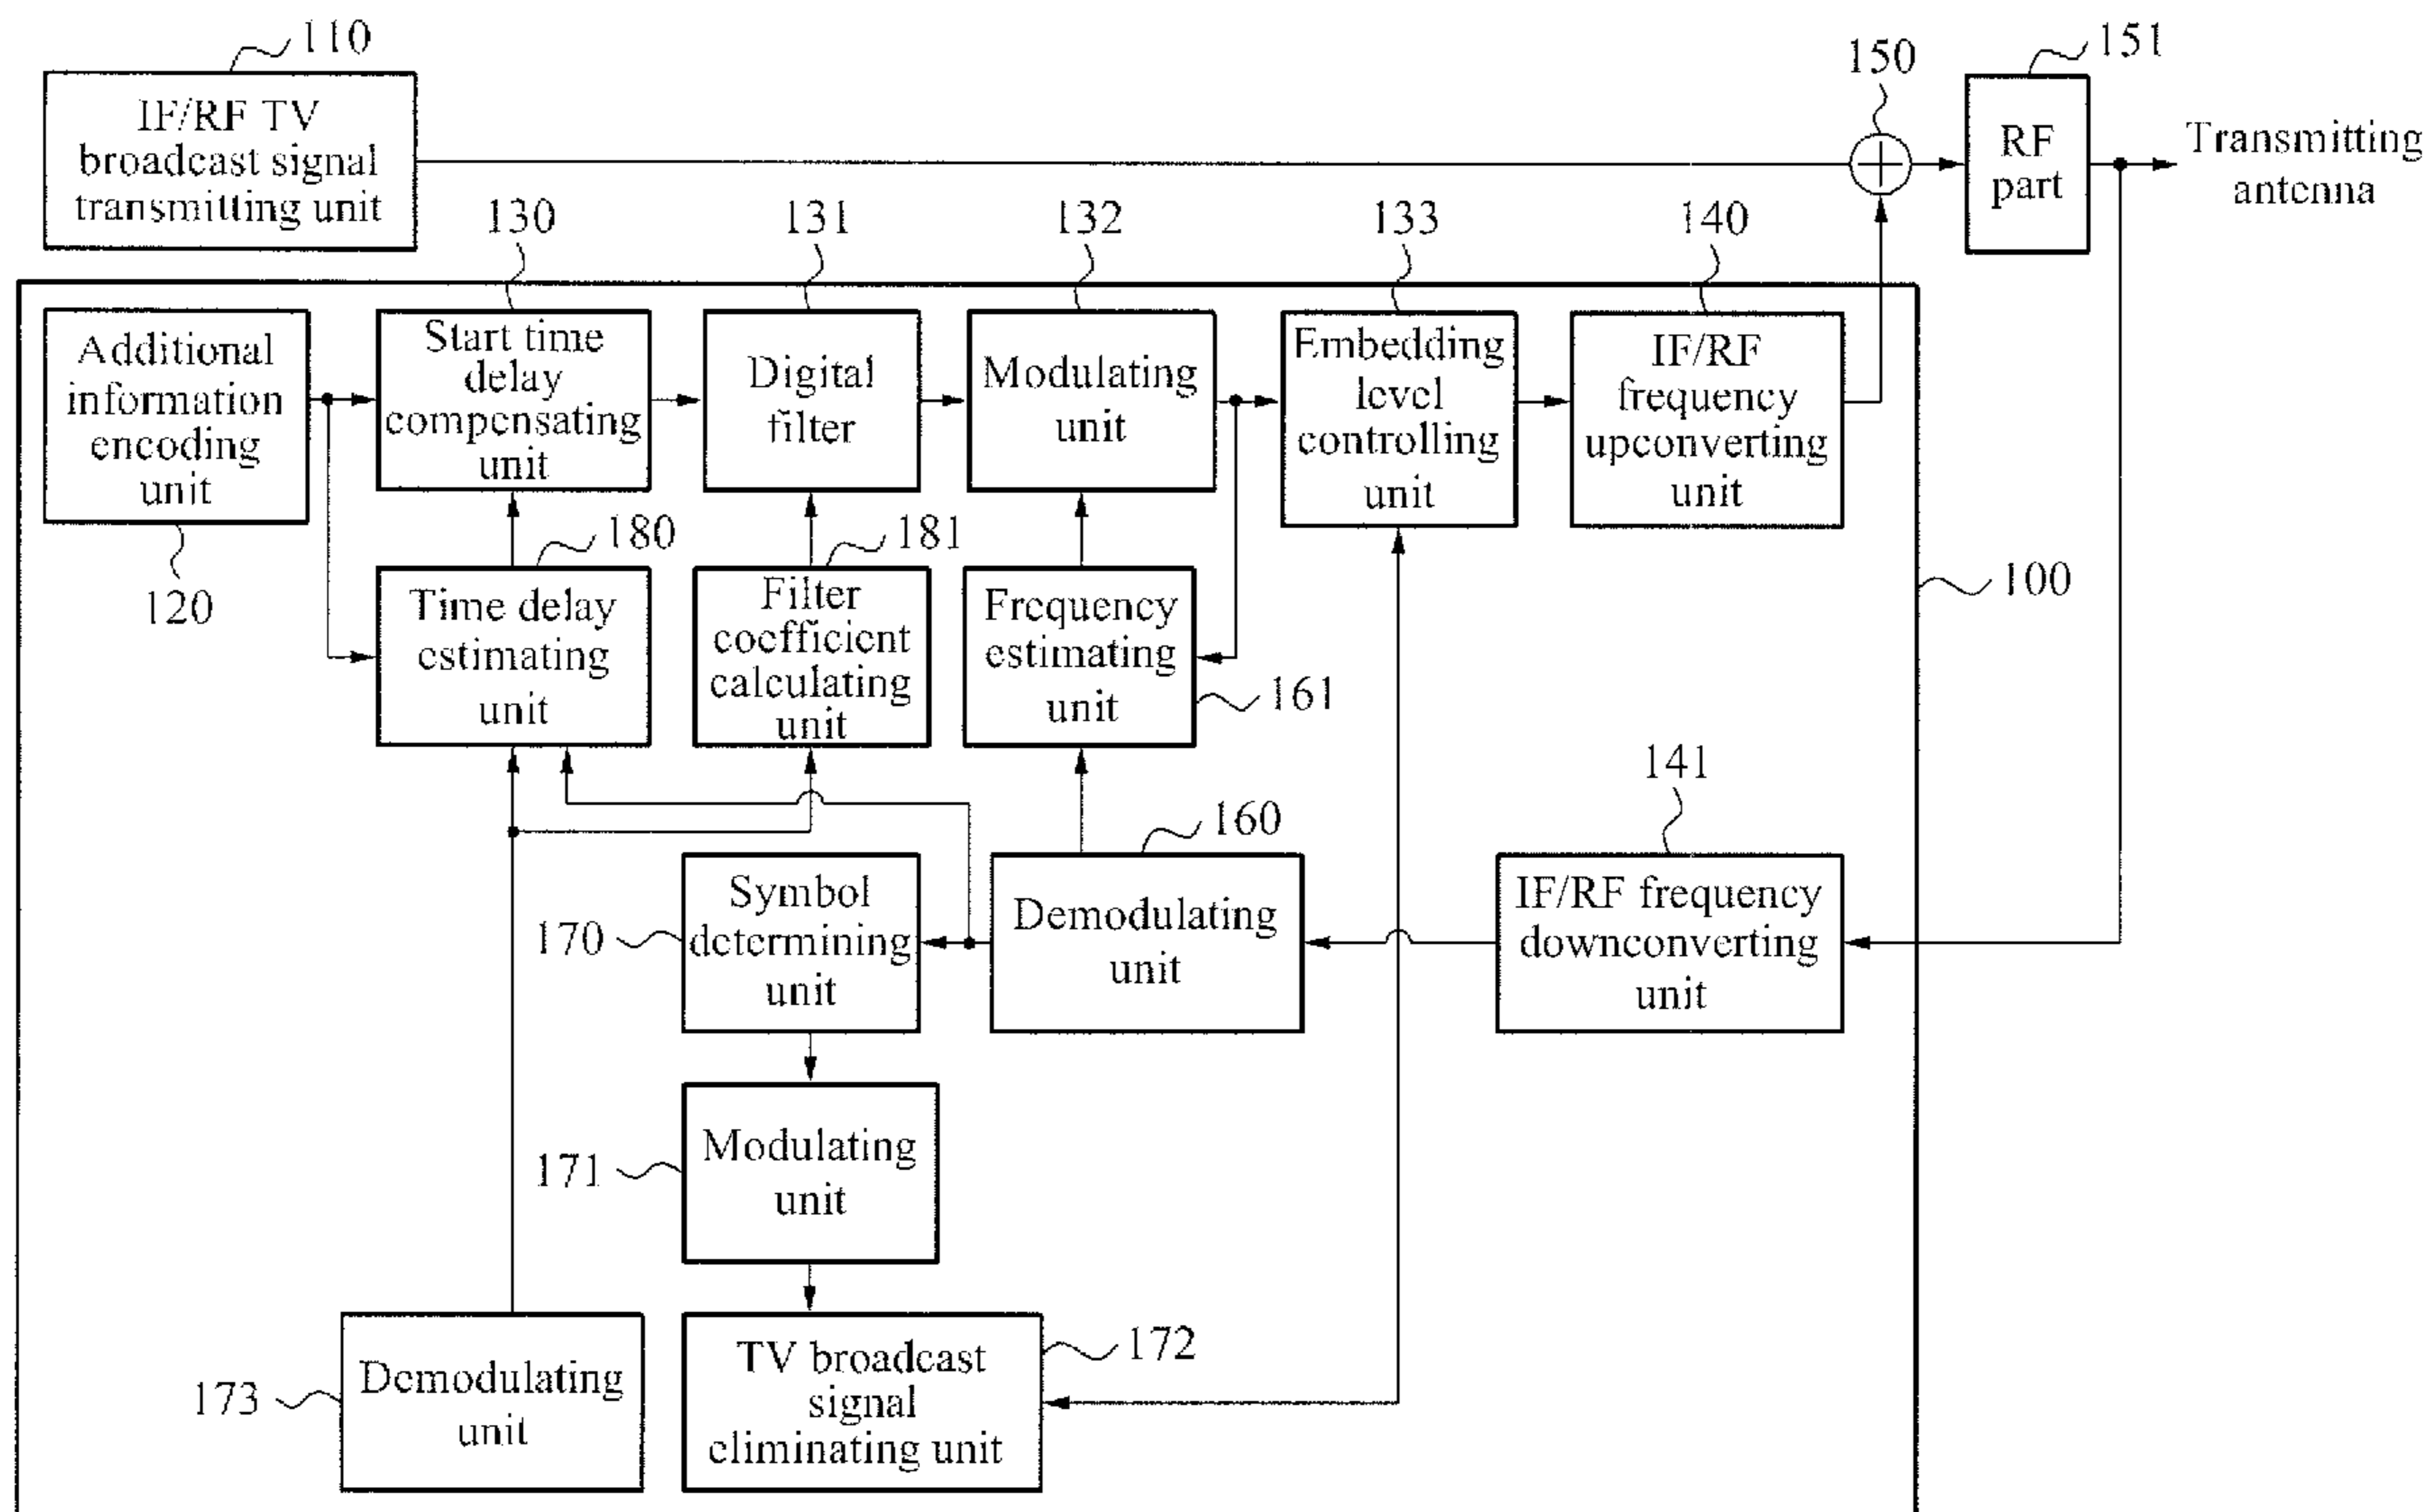 110
IF/RF TV
broadcast signal
transmitting unit
150
151
RF
part
Transmitting
antenna
130
131
132
133
140
Additional
information
encoding
unit
120
Start time
delay
compensating
unit
Digital
filter
Modulating
unit
Embedding
level
controlling
unit
IF/RF
frequency
upconverting
unit
180
Time delay
estimating
unit
181
Filter
coefficient
calculating
unit
Frequency
estimating
unit
161
100
141
160
170
Symbol
determining
unit
Demodulating
unit
IF/RF frequency
downconverting
unit
171
Modulating
unit
173
Demodulating
unit
TV broadcast
signal
eliminating unit
172